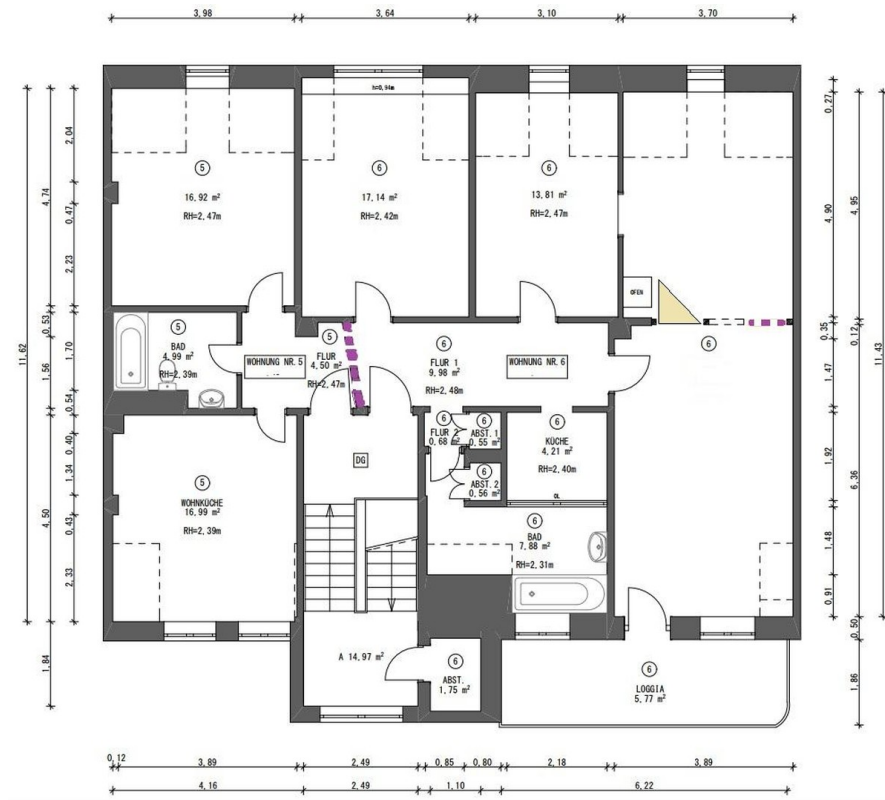 3,98
3,64
3,10
3,70
h=0,94m
5
16,92 m²
RH=2,47m
6
17,14 m²
RH=2,42m
6
13,81 m²
RH=2,47m
OFEN
5
BAD
4,99 m²
RH=2,39m
WOHNUNG NR.5
5
FLUR
4,50 m²
RH=2,47m
6
FLUR 1
9,98 m²
RH=2,48m
WOHNUNG NR.6
6
6
FLUR 2
0,68 m²
6
ABST.1
0,55 m²
6
KÜCHE
4,21 m²
RH=2,40m
DG
6
ABST.2
0,56 m²
OL
5
WOHNKÜCHE
16,99 m²
RH=2,39m
6
BAD
7,88 m²
RH=2,31m
A 14,97 m²
6
ABST.
1,75 m²
6
LOGGIA
5,77 m²
11,62
4,74
1,56
4,50
1,84
2,04
0,47
2,23
0,53
1,70
0,54
0,40
1,34
0,43
2,33
0,27
4,90
0,35
1,47
1,92
1,48
0,91
0,50
4,95
0,12
6,36
1,86
11,43
0,12
3,89
2,49
0,85
0,80
2,18
3,89
4,16
2,49
1,10
6,22